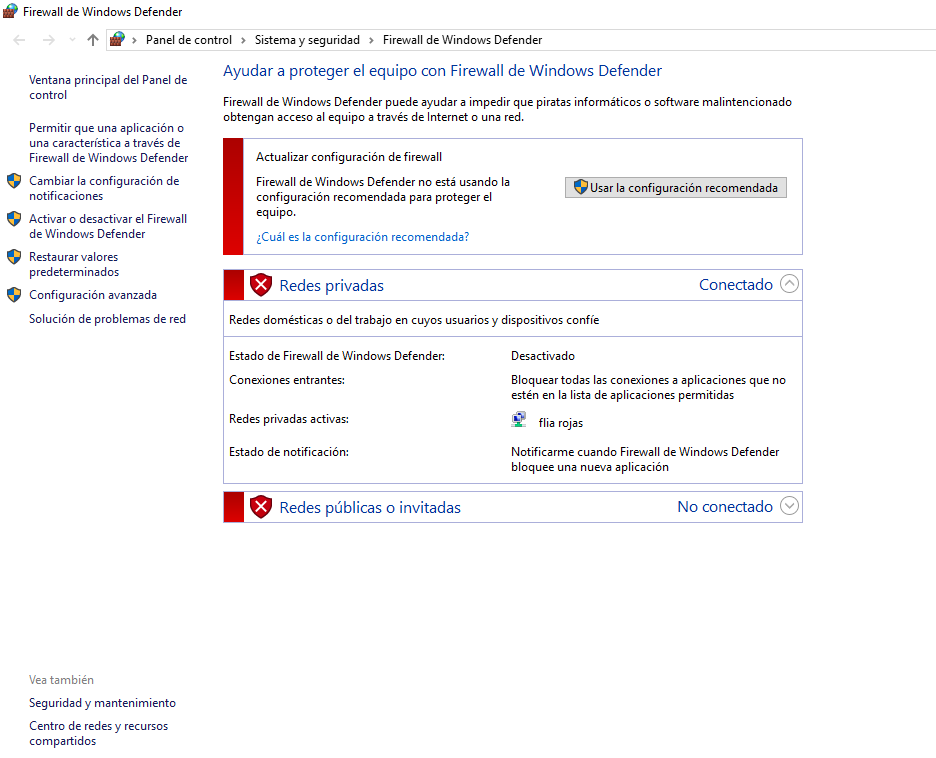 Firewall de Windows Defender
Panel de control > Sistema y seguridad > Firewall de Windows Defender
Ventana principal del Panel de
control
Permitir que una aplicación o
una característica a través de
Firewall de Windows Defender
Cambiar la configuración de
notificaciones
Activar o desactivar el Firewall
de Windows Defender
Restaurar valores
predeterminados
Configuración avanzada
Solución de problemas de red
Ayudar a proteger el equipo con Firewall de Windows Defender
Firewall de Windows Defender puede ayudar a impedir que piratas informáticos o software malintencionado
obtengan acceso al equipo a través de Internet o una red.
Actualizar configuración de firewall
Firewall de Windows Defender no está usando la
configuración recomendada para proteger el
equipo.
Usar la configuración recomendada
¿Cuál es la configuración recomendada?
Redes privadas Conectado
Redes domésticas o del trabajo en cuyos usuarios y dispositivos confíe
Estado de Firewall de Windows Defender: Desactivado
Conexiones entrantes: Bloquear todas las conexiones a aplicaciones que no
estén en la lista de aplicaciones permitidas
Redes privadas activas: flia rojas
Estado de notificación: Notificarme cuando Firewall de Windows Defender
bloquee una nueva aplicación
Redes públicas o invitadas No conectado
Vea también
Seguridad y mantenimiento
Centro de redes y recursos
compartidos